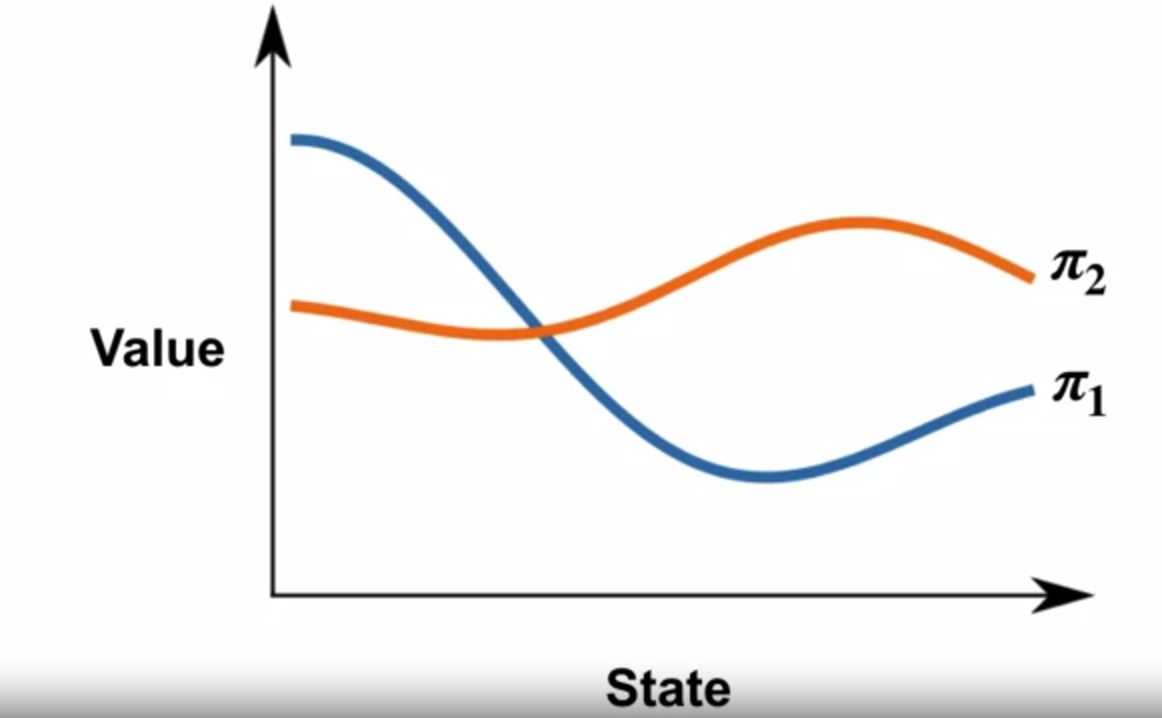 π2
Value
π1
State